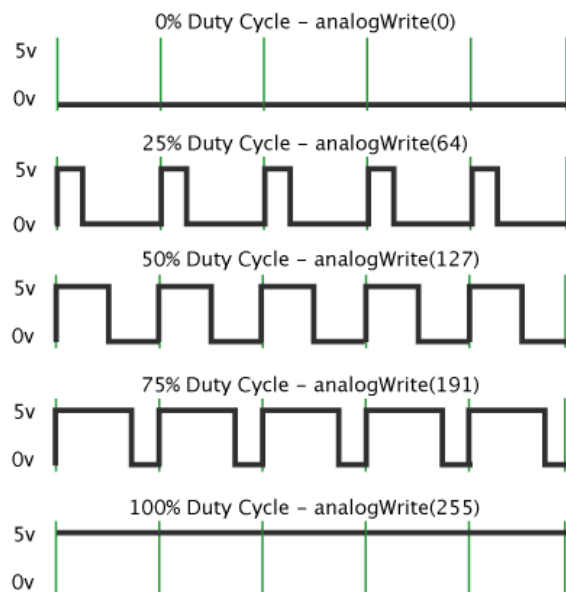 0% Duty Cycle – analogWrite(0)
5v
0v
25% Duty Cycle – analogWrite(64)
5v
0v
50% Duty Cycle – analogWrite(127)
5v
0v
75% Duty Cycle – analogWrite(191)
5v
0v
100% Duty Cycle – analogWrite(255)
5v
0v